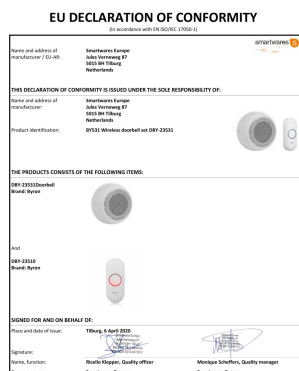 EU DECLARATION OF CONFORMITY
(In accordance with EN ISO/IEC 17050-1)
smartwares
Name and address of manufacturer / EU-AR:
Smartwares Europe
Jules Verneweg 87
5015 BH Tilburg
Netherlands
THIS DECLARATION OF CONFORMITY IS ISSUED UNDER THE SOLE RESPONSIBILITY OF:
Name and address of manufacturer:
Smartwares Europe
Jules Verneweg 87
5015 BH Tilburg
Netherlands
Product identification: BY531 Wireless doorbell set DBY-23531
THE PRODUCTS CONSISTS OF THE FOLLOWING ITEMS:
DBY-23531Doorbell
Brand: Byron
And
DBY-23510
Brand: Byron
SIGNED FOR AND ON BEHALF OF:
Place and date of issue: Tilburg, 6 April 2020
Signature:
Name, function: Ricello Klepper, Quality officer Monique Scheffers, Quality manager